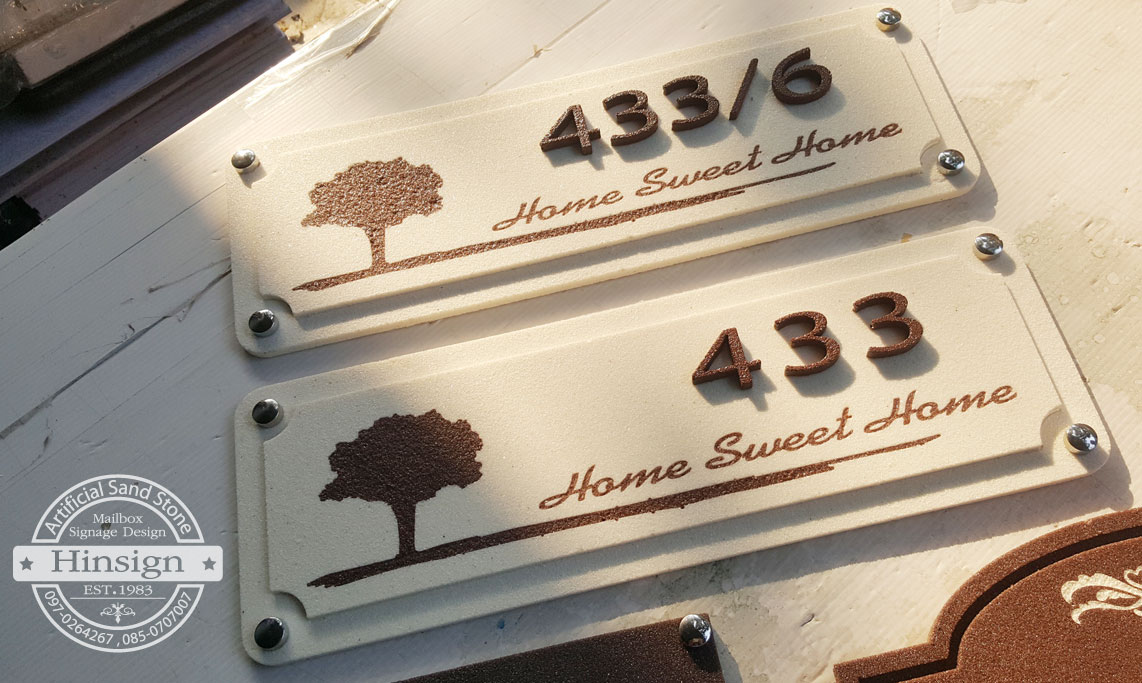 433/6
Home Sweet Home
433
Home Sweet Home
Artificial Sand Stone
Mailbox
Signage Design
Hinsign
EST.1983
097-0264267 , 085-0707007